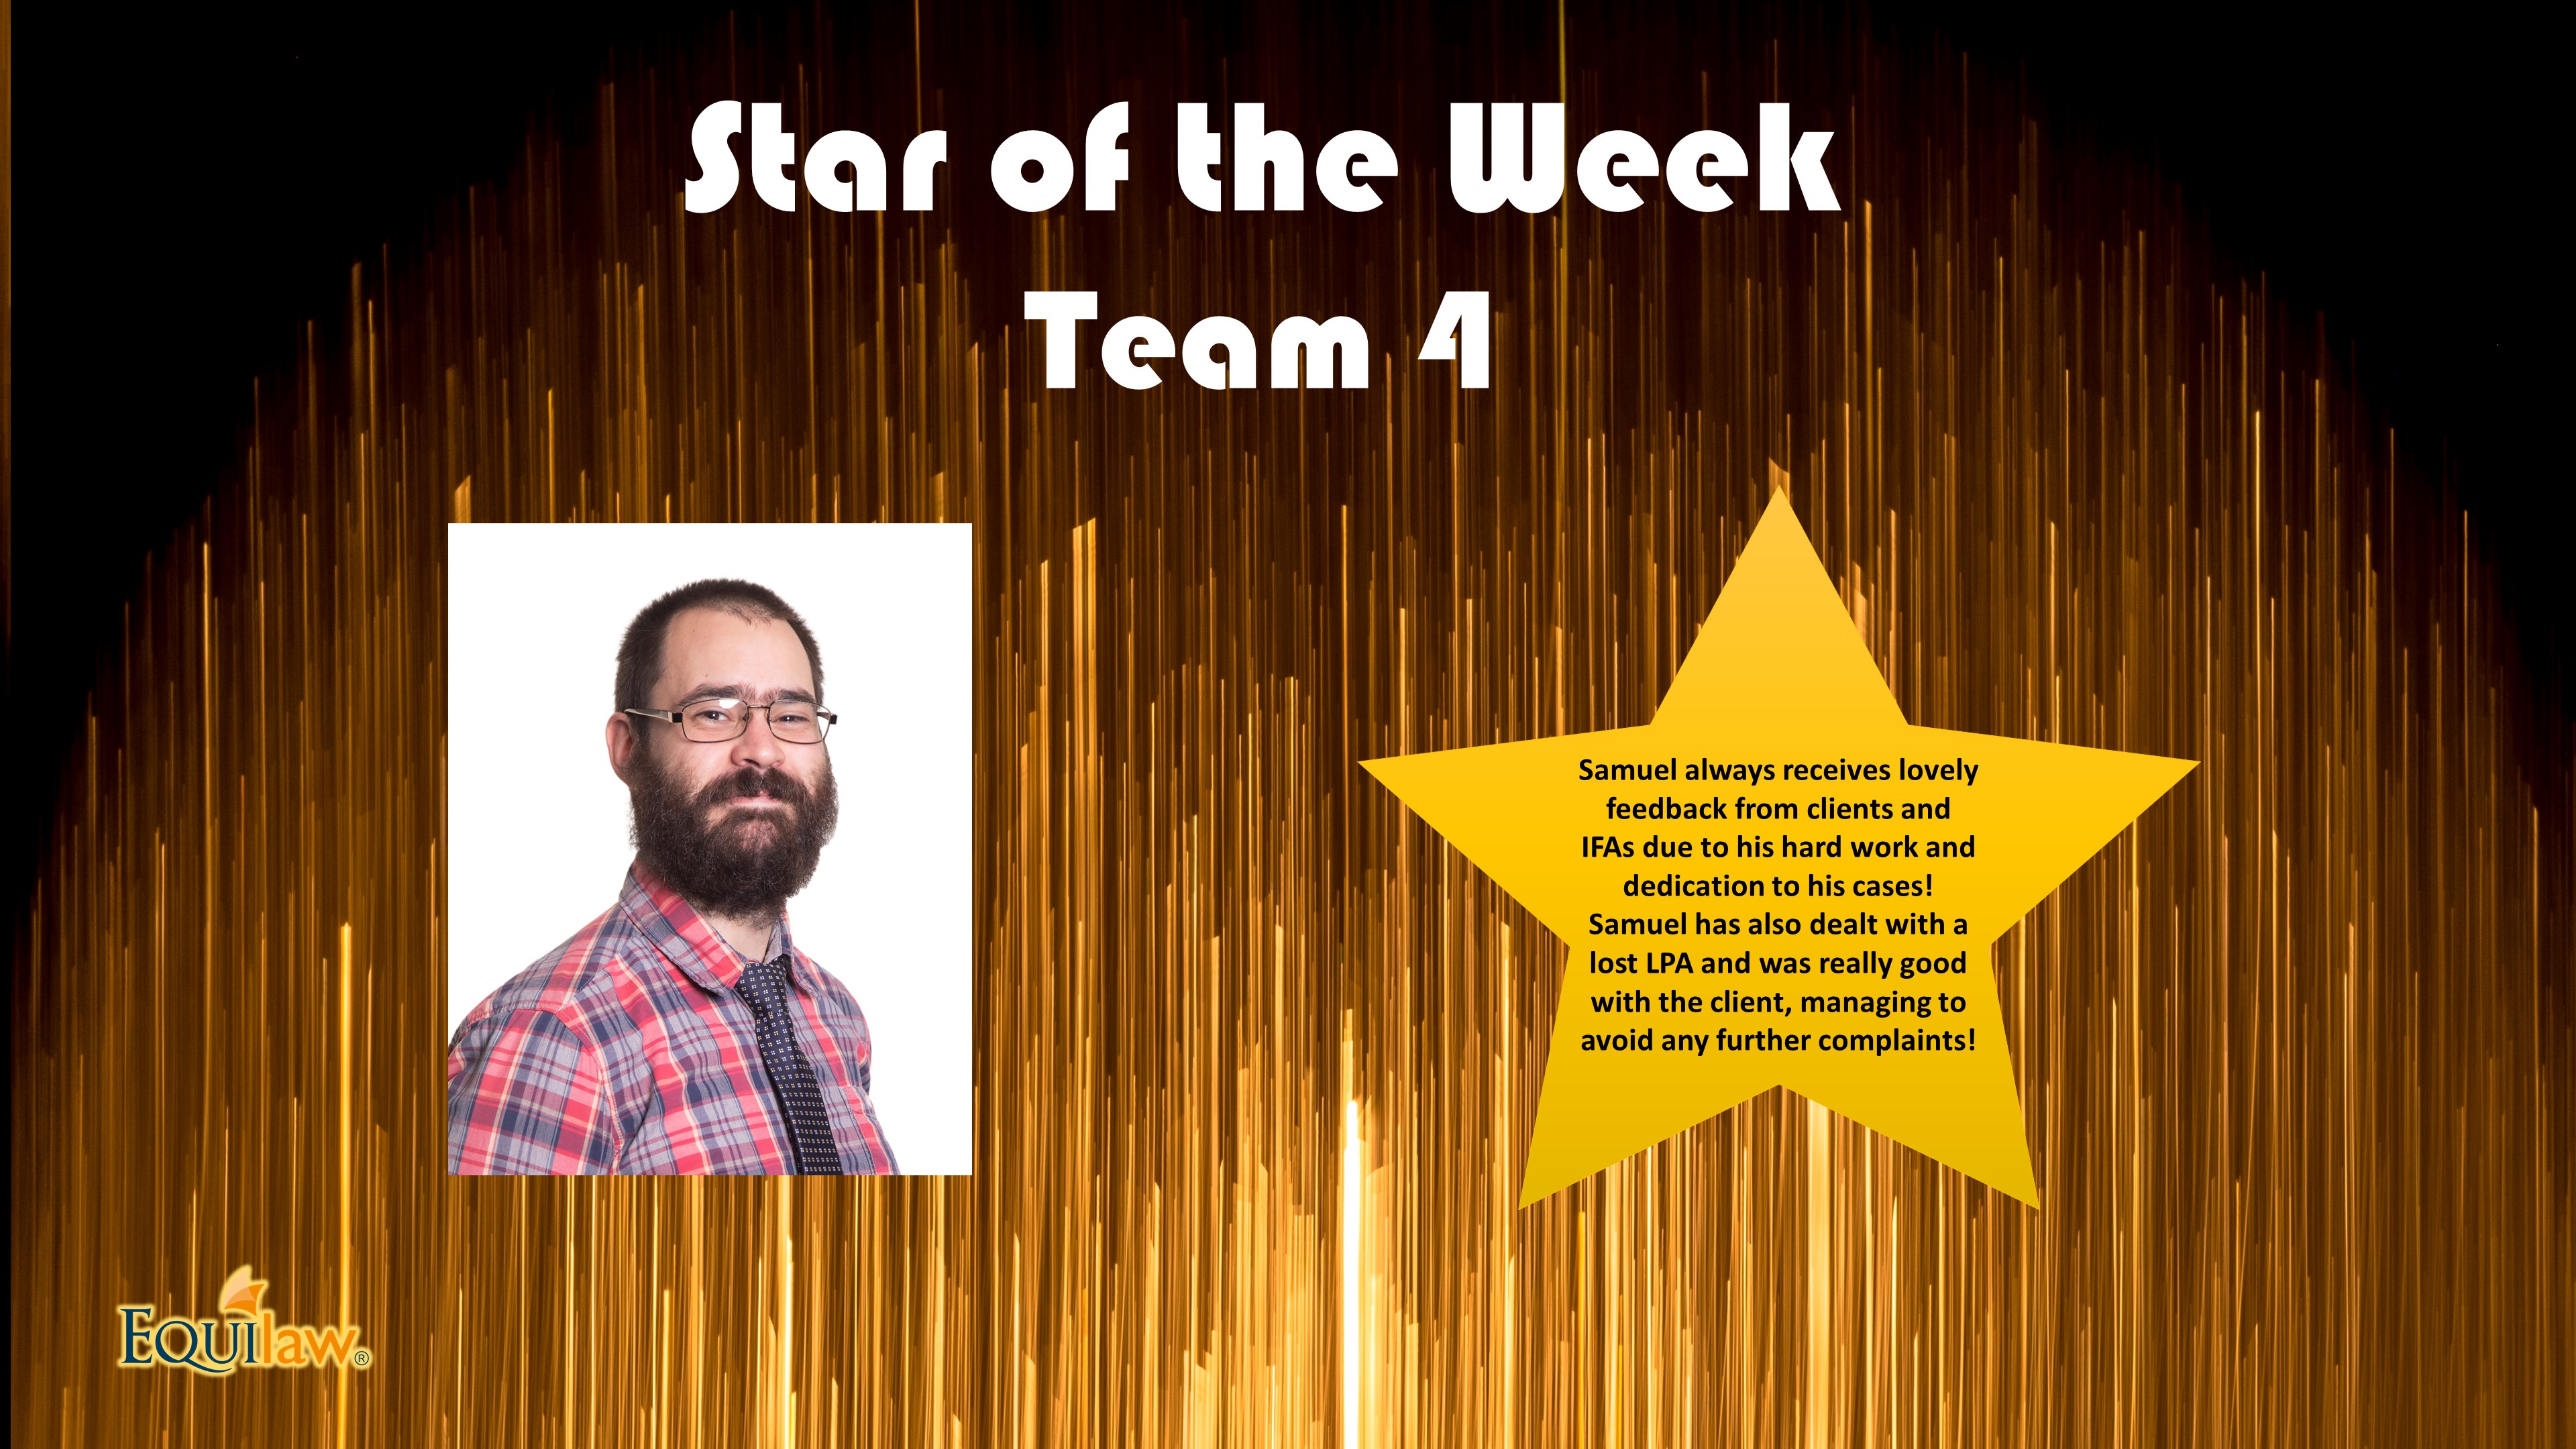 Star of the Week
Team 4
Samuel always receives lovely
feedback from clients and
IFAs due to his hard work and
dedication to his cases!
Samuel has also dealt with a
lost LPA and was really good
with the client, managing to
avoid any further complaints!
EQUIlaw®